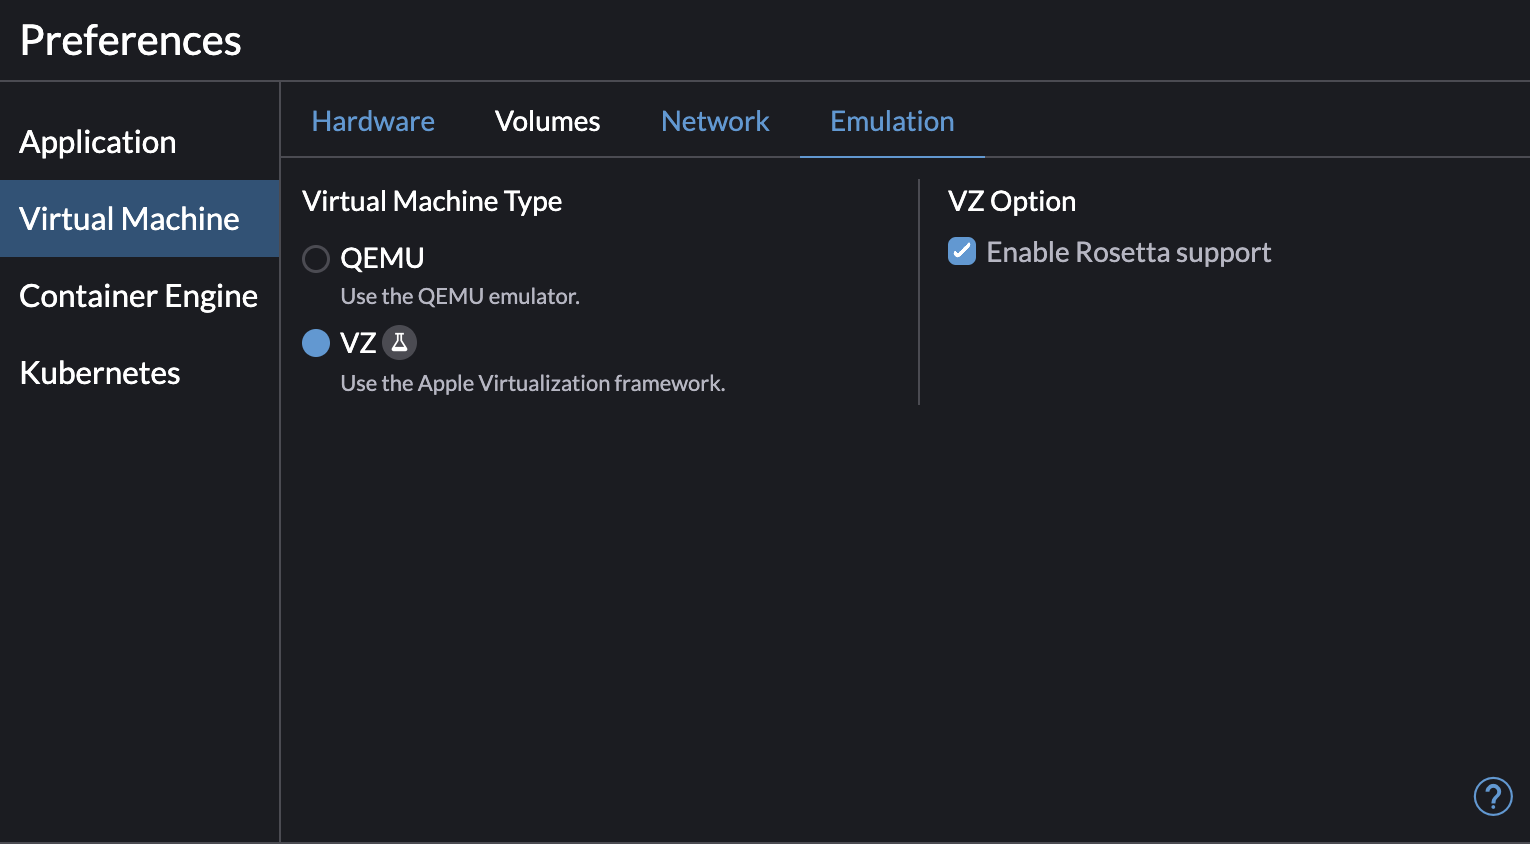 Preferences
Application
Virtual Machine
Container Engine
Kubernetes
Hardware
Volumes
Network
Emulation
Virtual Machine Type
QEMU
Use the QEMU emulator.
VZ
Use the Apple Virtualization framework.
VZ Option
Enable Rosetta support
?